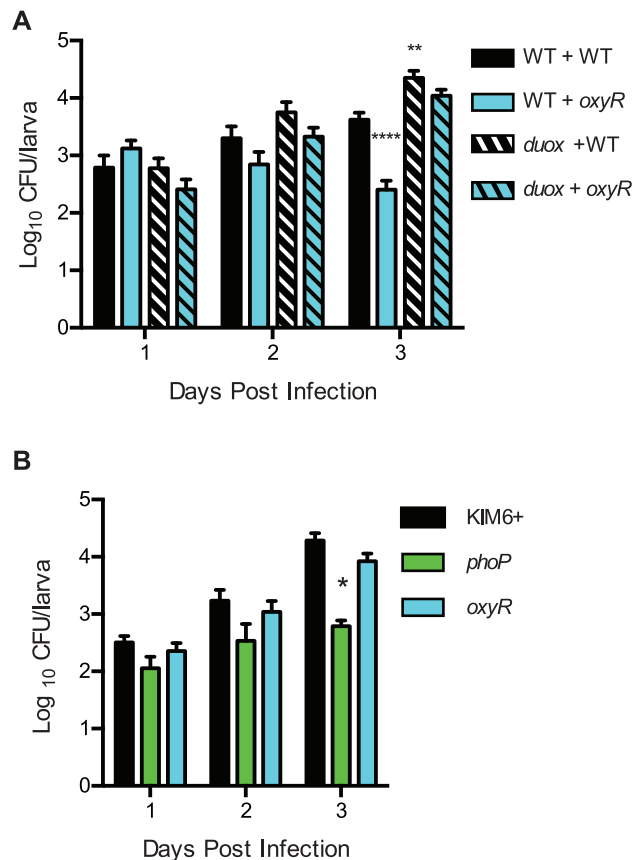 A
Log10 CFU/larva
5
4
3
2
1
0
**
****
1 2 3
Days Post Infection
WT + WT
WT + oxyR
duox +WT
duox + oxyR
B
Log 10 CFU/larva
5
4
3
2
1
0
*
1 2 3
Days Post Infection
KIM6+
phoP
oxyR